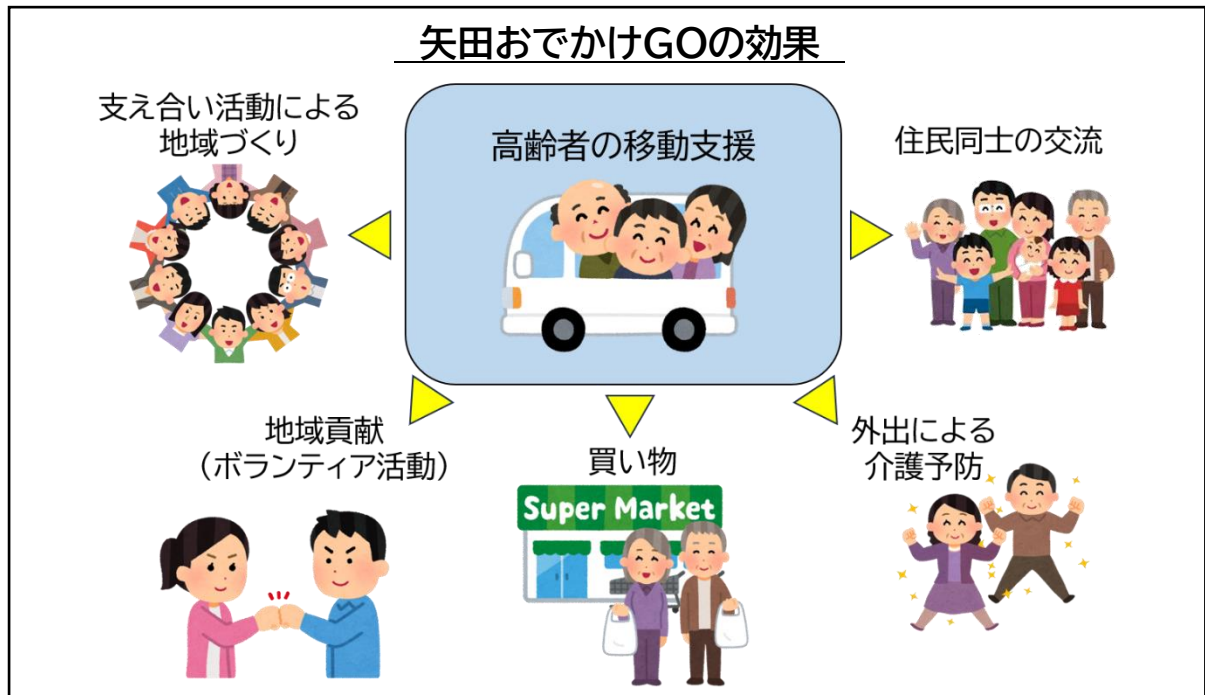 矢田おでかけGOの効果
支え合い活動による
地域づくり
高齢者の移動支援
住民同士の交流
地域貢献
（ボランティア活動）
買い物
Super Market
外出による
介護予防